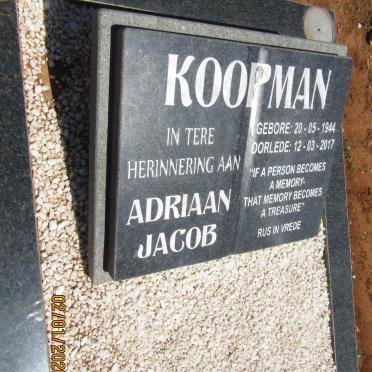 KOOPMAN
IN TERE
HERINNERING AAN
ADRIAAN
JACOB
GEBORE: 20 - 05 - 1944
OORLEDE: 12 - 03 - 2017
"IF A PERSON BECOMES
A MEMORY-
THAT MEMORY BECOMES
A TREASURE"
RUS IN VREDE